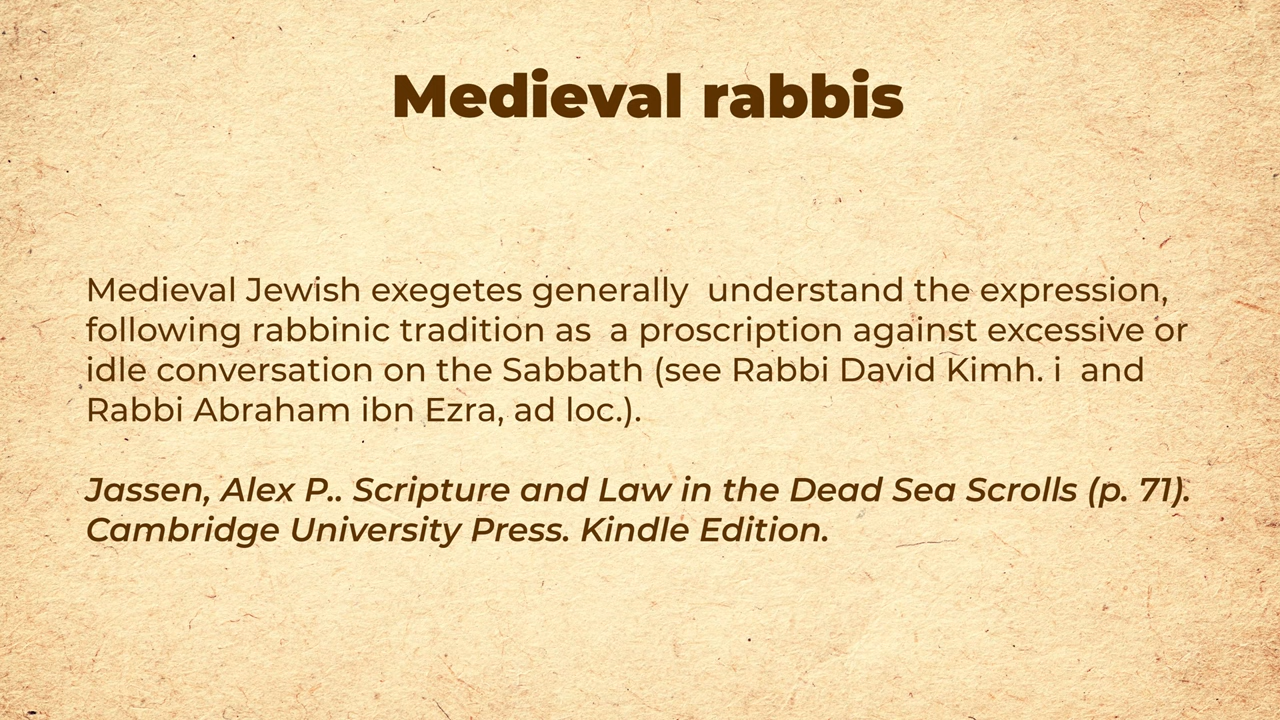 Medieval rabbis
Medieval Jewish exegetes generally  understand the expression,
following rabbinic tradition as  a proscription against excessive or
idle conversation on the Sabbath (see Rabbi David Kimh. i  and
Rabbi Abraham ibn Ezra, ad loc.).
Jassen, Alex P.. Scripture and Law in the Dead Sea Scrolls (p. 71).
Cambridge University Press. Kindle Edition.